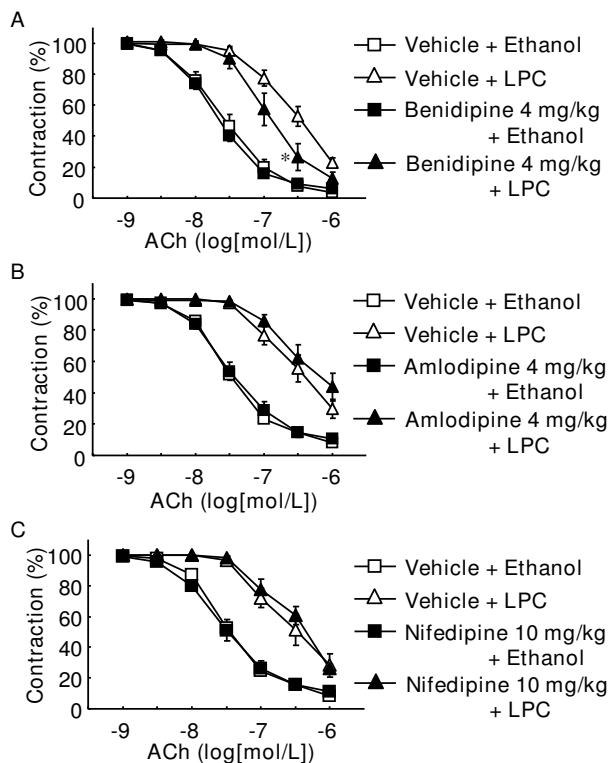 A
Contraction (%)
100
80
60
40
20
0
*
-9 -8 -7 -6
ACh (log[mol/L])
Vehicle + Ethanol
Vehicle + LPC
Benidipine 4 mg/kg
+ Ethanol
Benidipine 4 mg/kg
+ LPC
B
Contraction (%)
100
80
60
40
20
0
-9 -8 -7 -6
ACh (log[mol/L])
Vehicle + Ethanol
Vehicle + LPC
Amlodipine 4 mg/kg
+ Ethanol
Amlodipine 4 mg/kg
+ LPC
C
Contraction (%)
100
80
60
40
20
0
-9 -8 -7 -6
ACh (log[mol/L])
Vehicle + Ethanol
Vehicle + LPC
Nifedipine 10 mg/kg
+ Ethanol
Nifedipine 10 mg/kg
+ LPC